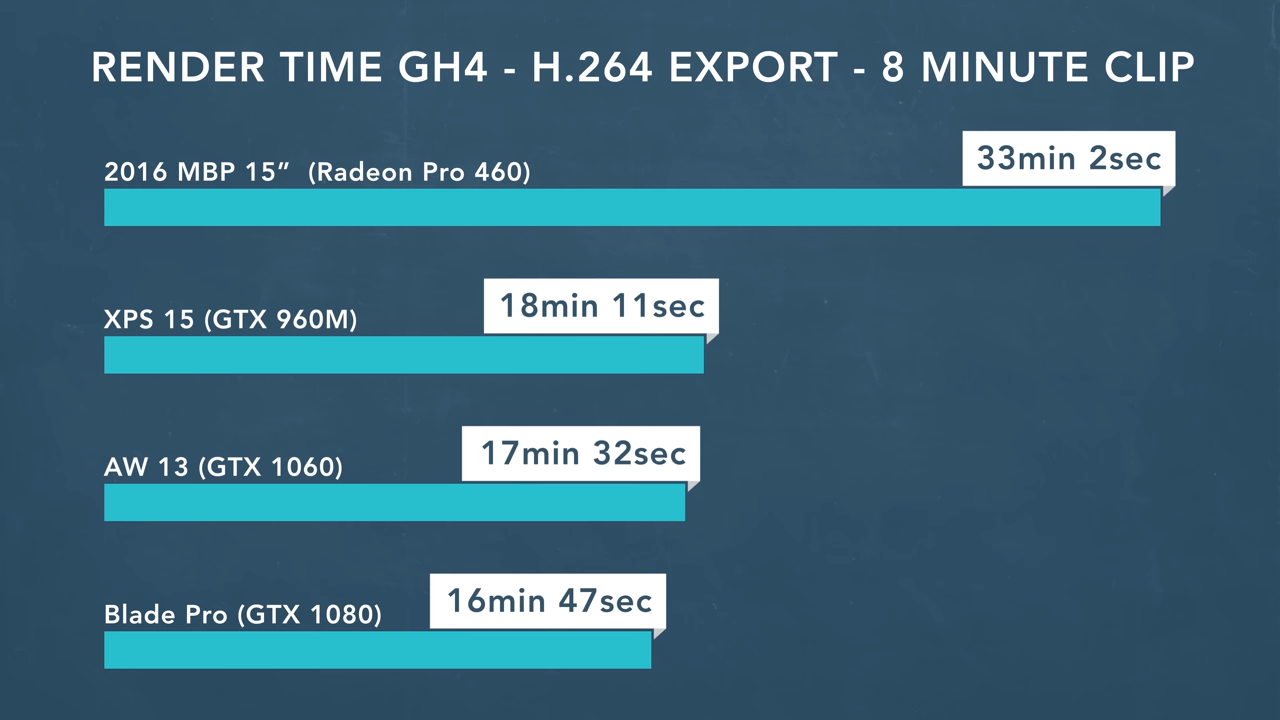 RENDER TIME GH4 - H.264 EXPORT - 8 MINUTE CLIP
33min 2sec
2016 MBP 15” (Radeon Pro 460)
18min 11sec
XPS 15 (GTX 960M)
17min 32sec
AW 13 (GTX 1060)
16min 47sec
Blade Pro (GTX 1080)